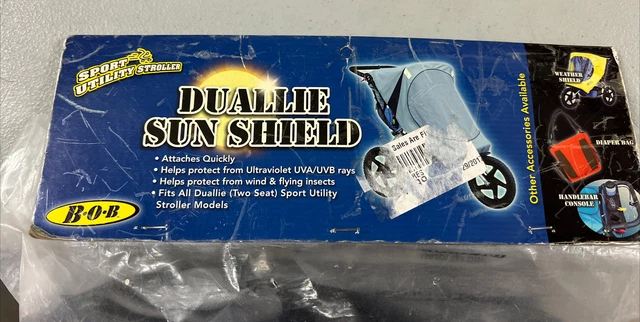 SPORT
UTILITY STROLLER
DUALLIE
SUN SHIELD
• Attaches Quickly
• Helps protect from Ultraviolet UVA/UVB rays
• Helps protect from wind & flying insects
• Fits All Duallie (Two Seat) Sport Utility
Stroller Models
B•O•B
Sales Are
Other Accessories Available
WEATHER
SHIELD
DIAPER BAG
HANDLEBAR
CONSOLE